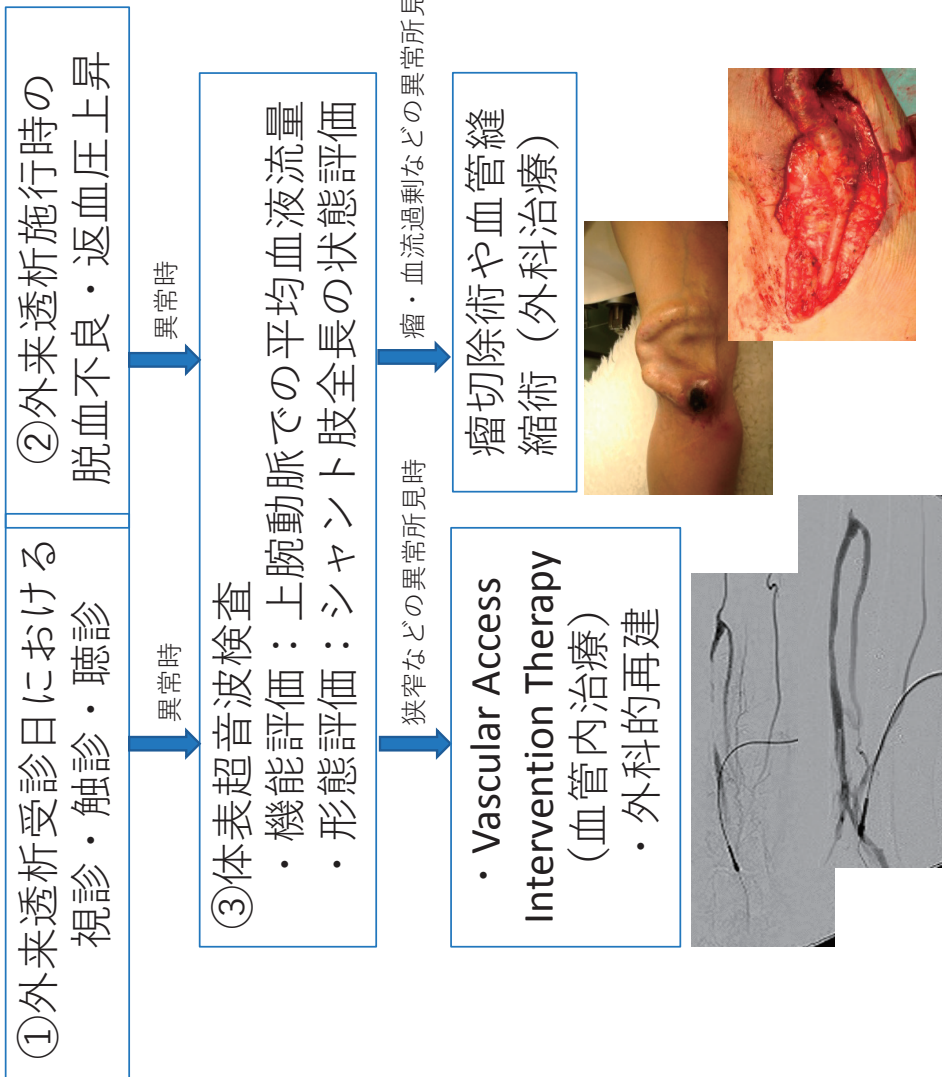 ①外来透析受診日における
視診・触診・聴診
②外来透析施行時の
脱血不良・返血圧上昇
異常時
異常時
③体表超音波検査
・機能評価：上腕動脈での平均血液流量
・形態評価：シャント肢全長の状態評価
狭窄などの異常所見時
瘤・血流過剰などの異常所見
・Vascular Access
Intervention Therapy
（血管内治療）
・外科的再建
瘤切除術や血管縫
縮術（外科治療）